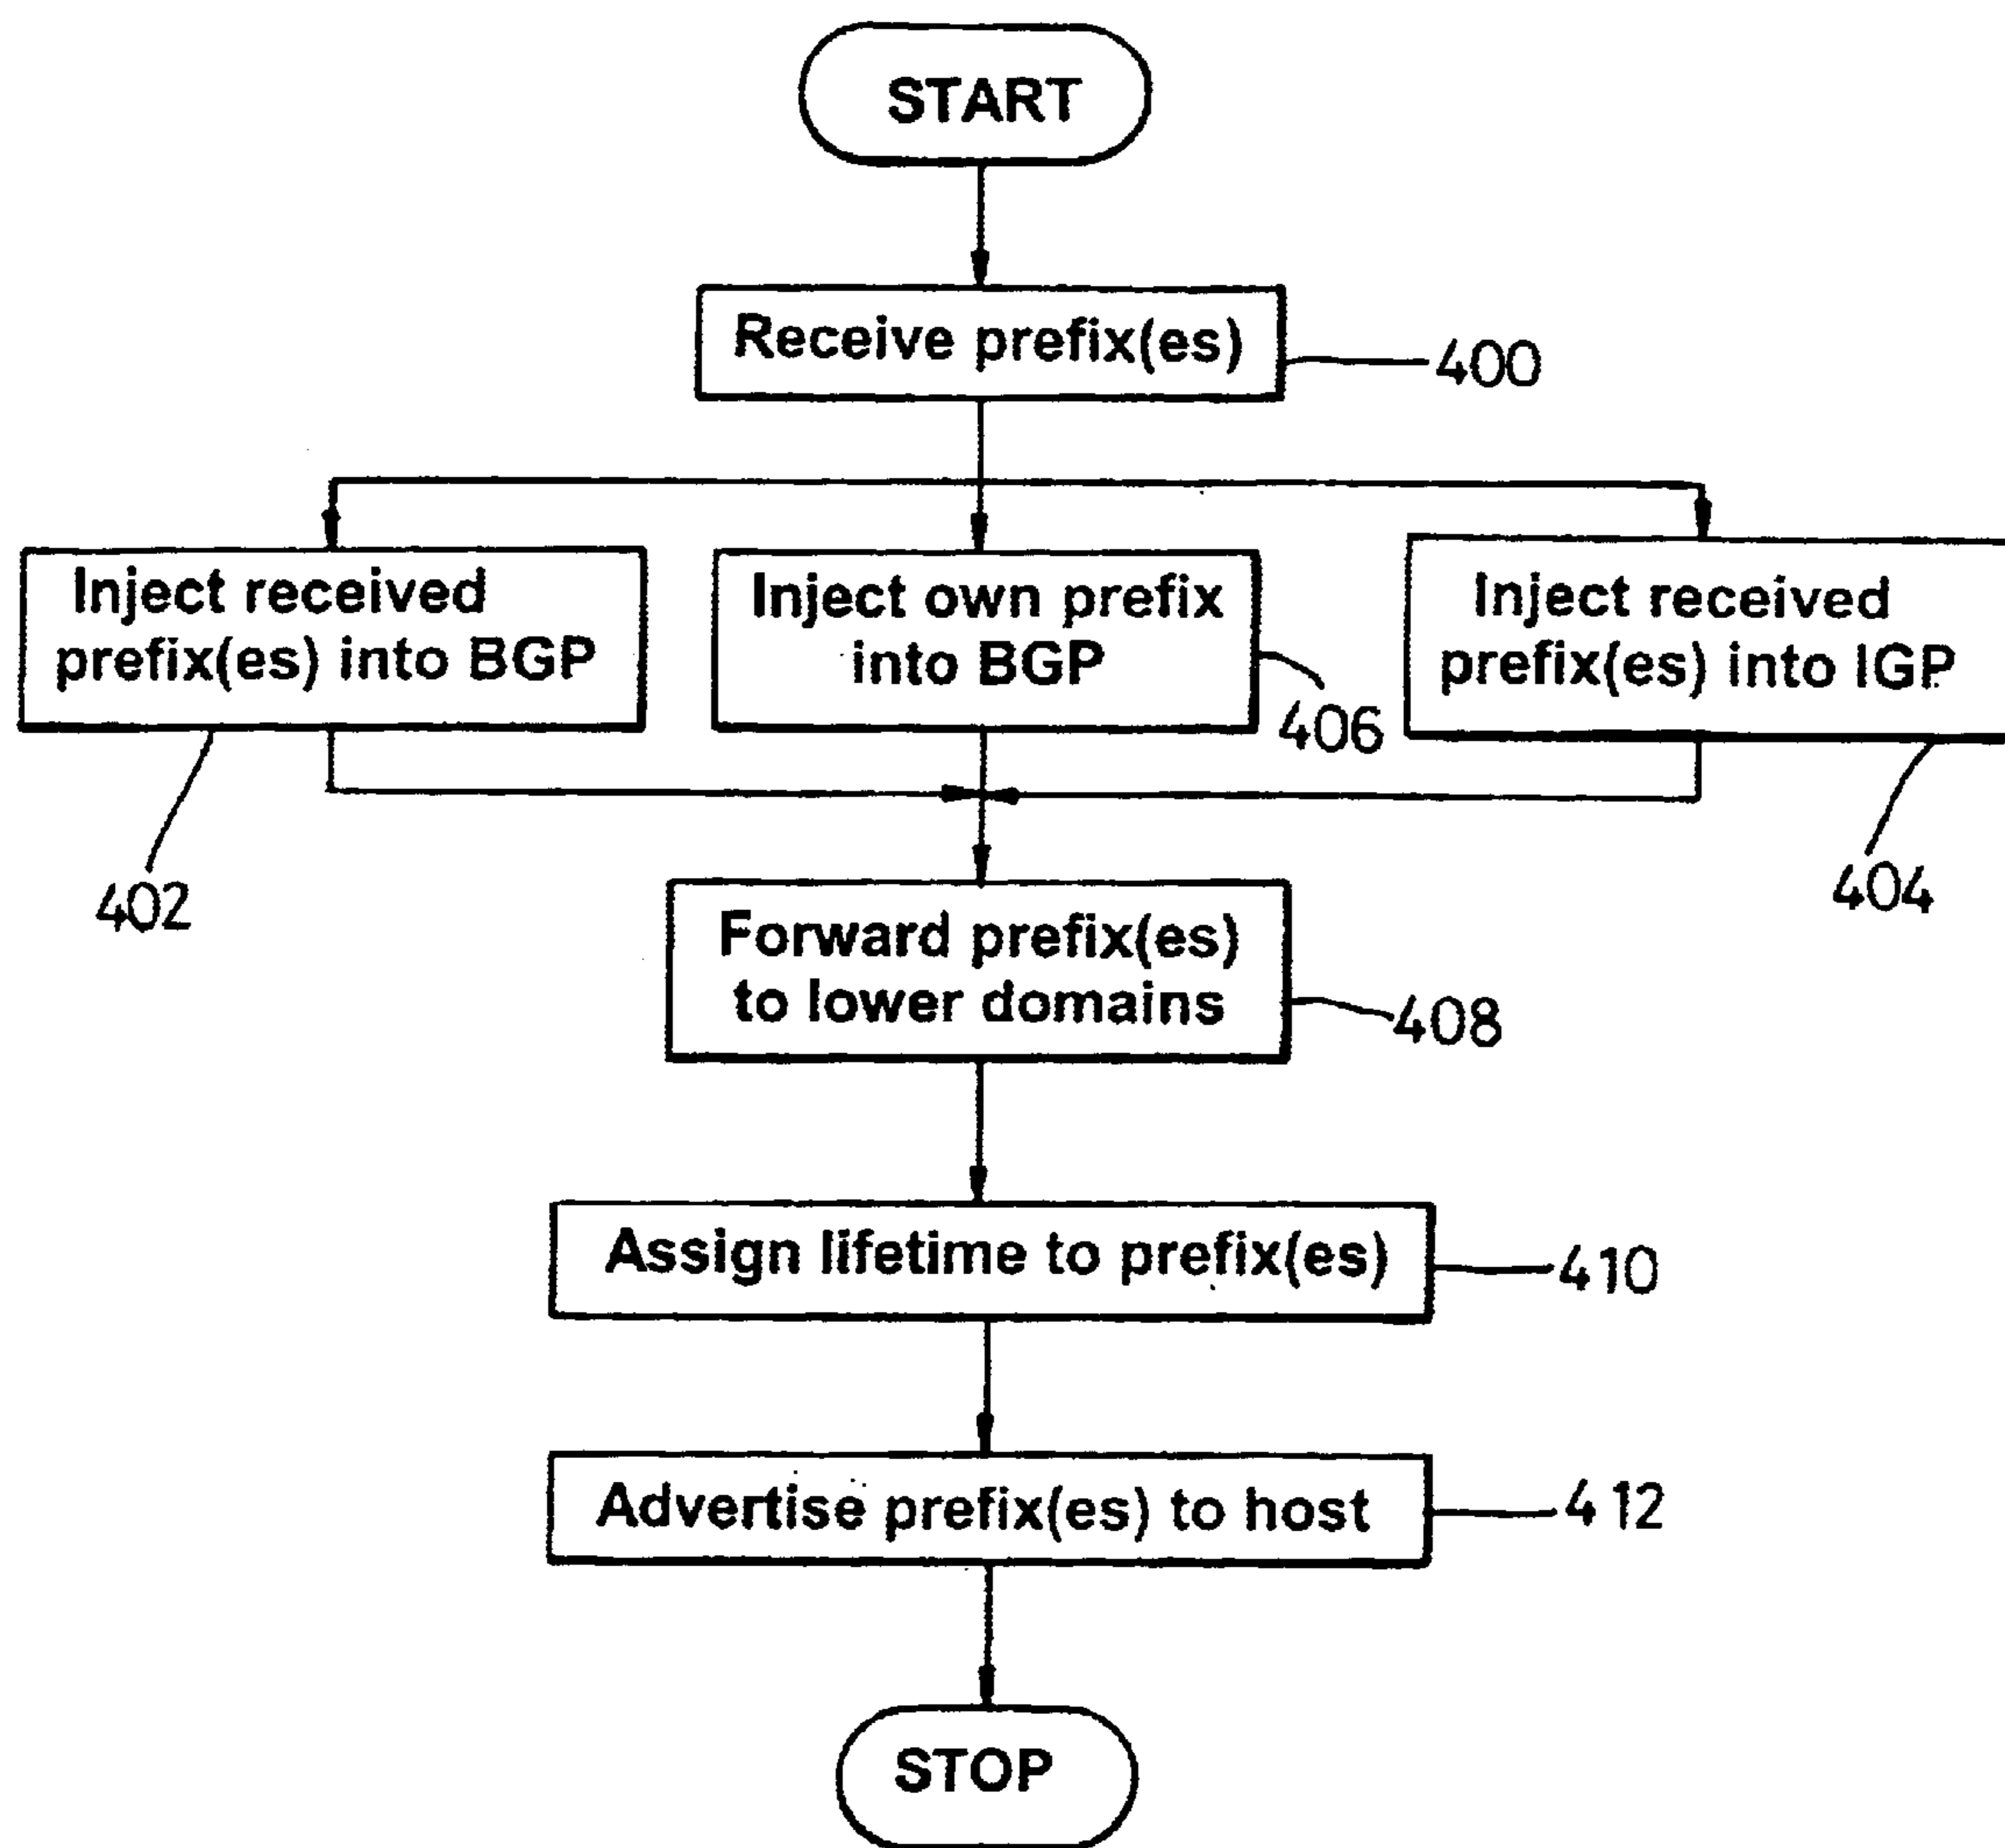 START
Receive prefix(es)
400
Inject received
prefix(es) into BGP
402
Inject own prefix
into BGP
406
Inject received
prefix(es) into IGP
404
Forward prefix(es)
to lower domains
408
Assign lifetime to prefix(es)
410
Advertise prefix(es) to host
412
STOP